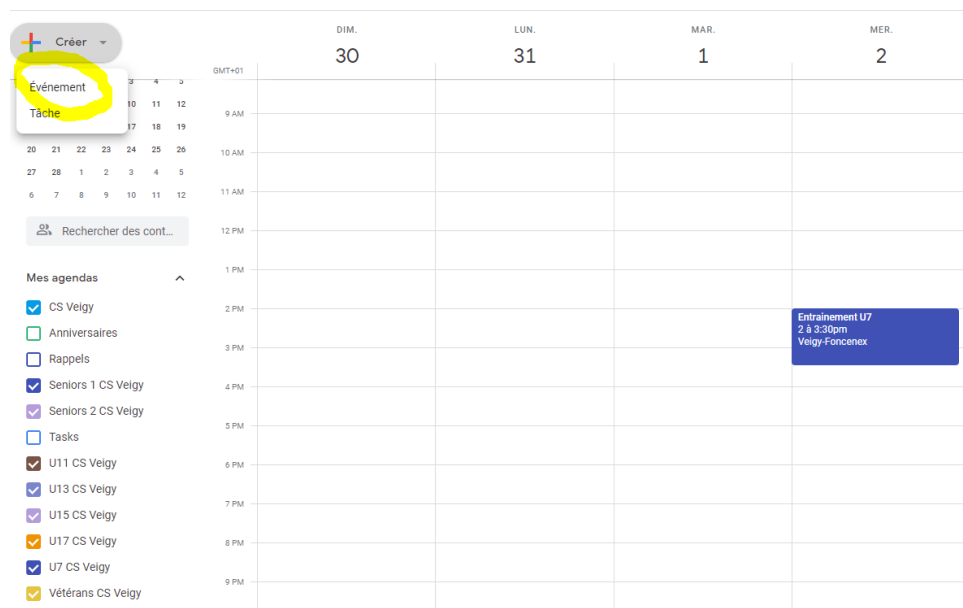 Créer
Événement
Tâche
3 4 5
10 11 12
17 18 19
20 21 22 23 24 25 26
27 28 1 2 3 4 5
6 7 8 9 10 11 12
Rechercher des cont...
Mes agendas
CS Veigy
Anniversaires
Rappels
Seniors 1 CS Veigy
Seniors 2 CS Veigy
Tasks
U11 CS Veigy
U13 CS Veigy
U15 CS Veigy
U17 CS Veigy
U7 CS Veigy
Vétérans CS Veigy
DIM. LUN. MAR. MER.
30 31 1 2
GMT+01
9 AM
10 AM
11 AM
12 PM
1 PM
2 PM
3 PM
4 PM
5 PM
6 PM
7 PM
8 PM
9 PM
Entrainement U7
2 à 3:30pm
Veigy-Foncenex